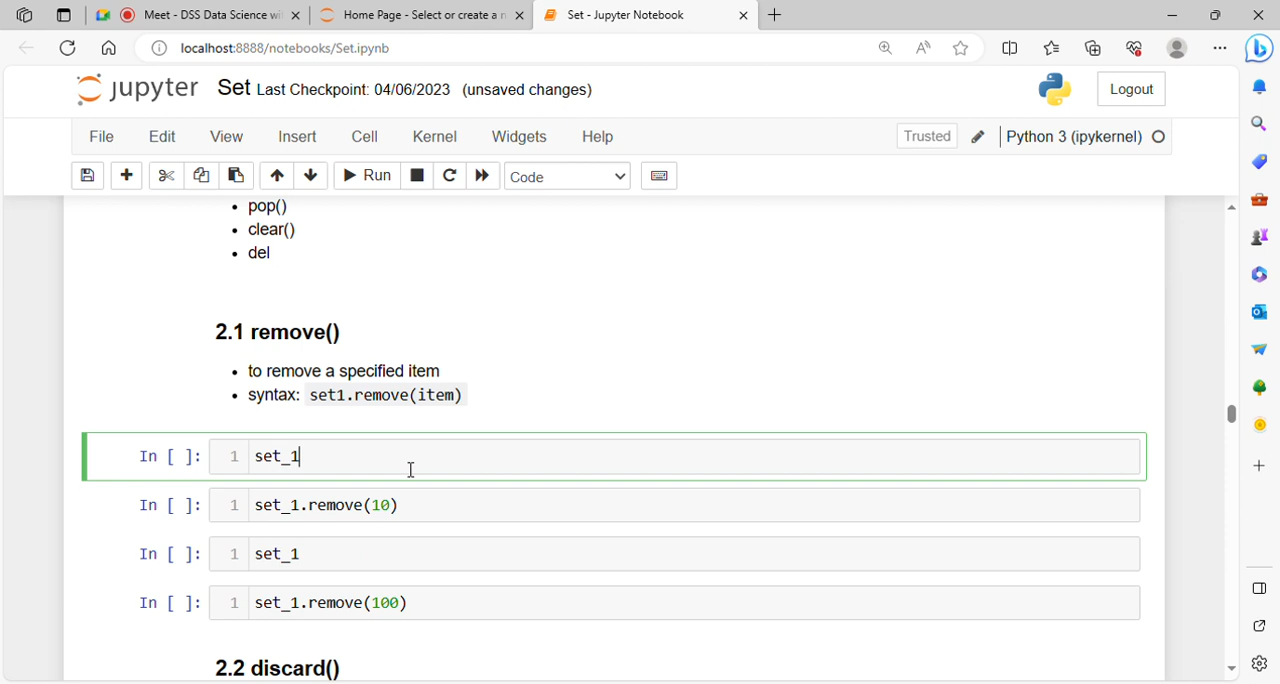 Meet - DSS Data Science wi
Home Page - Select or create a n
Set - Jupyter Notebook
localhost:8888/notebooks/Set.ipynb
jupyter Set Last Checkpoint: 04/06/2023 (unsaved changes)
Logout
File Edit View Insert Cell Kernel Widgets Help
Trusted
Python 3 (ipykernel)
Run
Code
• pop()
• clear()
• del
2.1 remove()
• to remove a specified item
• syntax: set1.remove(item)
In [ ]: 1 set_1
In [ ]: 1 set_1.remove(10)
In [ ]: 1 set_1
In [ ]: 1 set_1.remove(100)
2.2 discard()